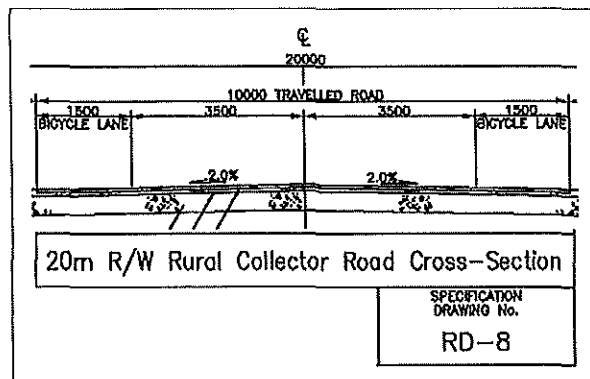 ℄
20000
10000 TRAVELLED ROAD
1500 3500 3500 1500
BICYCLE LANE BICYCLE LANE
2.0% 2.0%
20m R/W Rural Collector Road Cross-Section
SPECIFICATION
DRAWING No.
RD-8